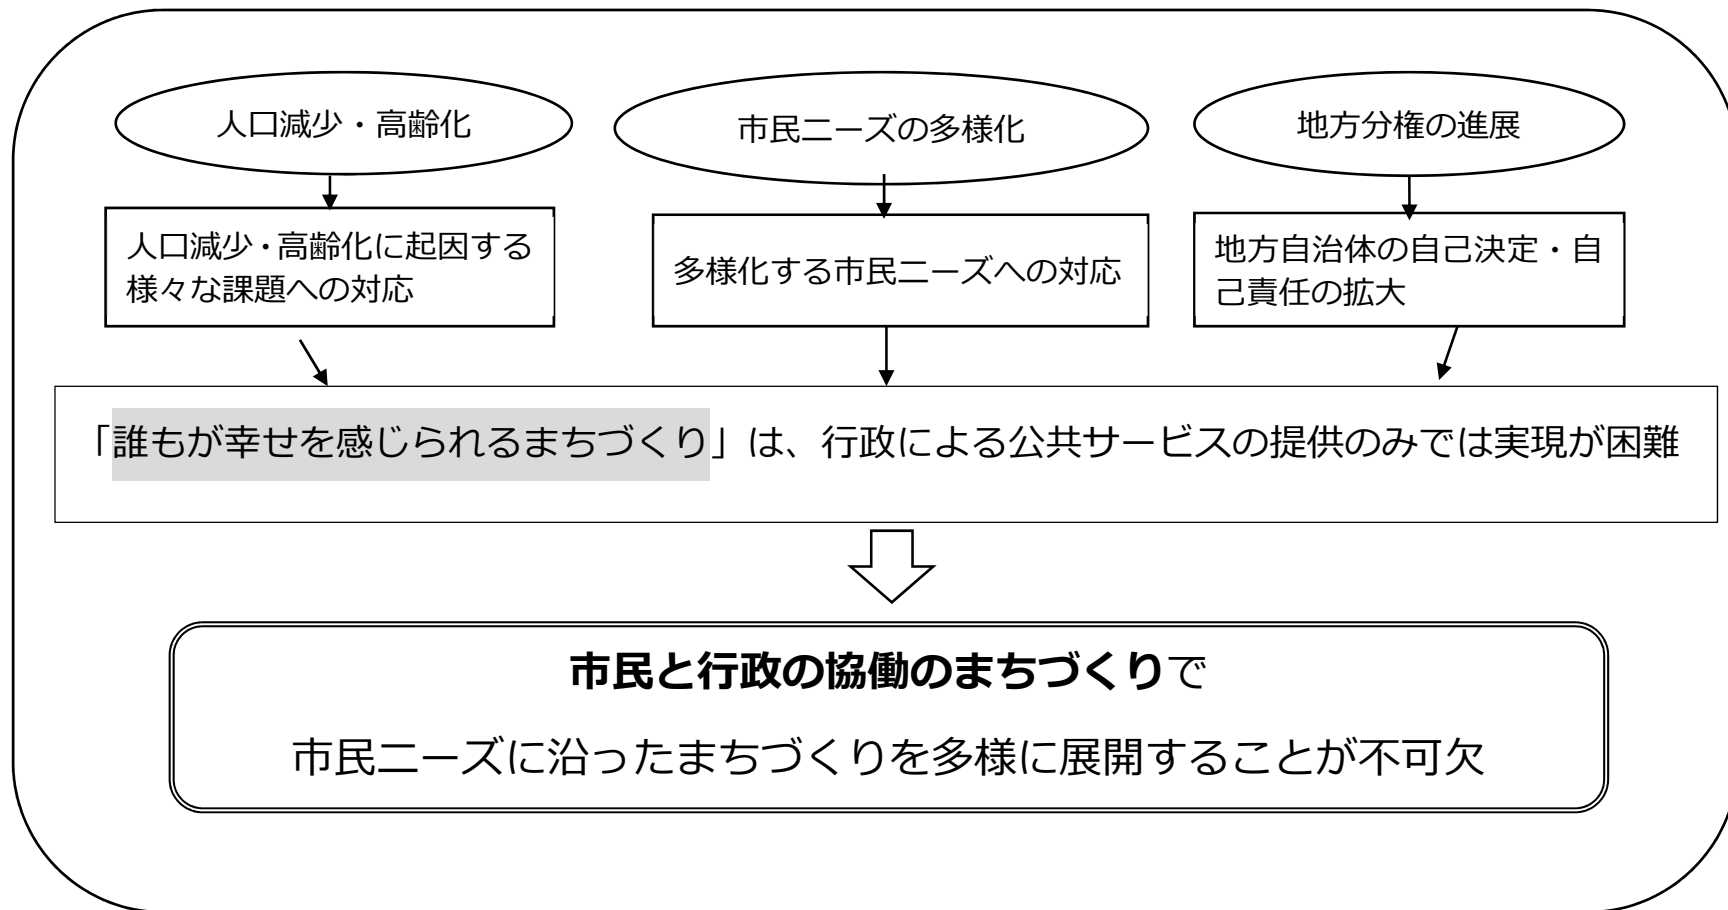 人口減少・高齢化
市民ニーズの多様化
地方分権の進展
人口減少・高齢化に起因する
様々な課題への対応
多様化する市民ニーズへの対応
地方自治体の自己決定・自
己責任の拡大
「誰もが幸せを感じられるまちづくり」は、行政による公共サービスの提供のみでは実現が困難
市民と行政の協働のまちづくりで
市民ニーズに沿ったまちづくりを多様に展開することが不可欠